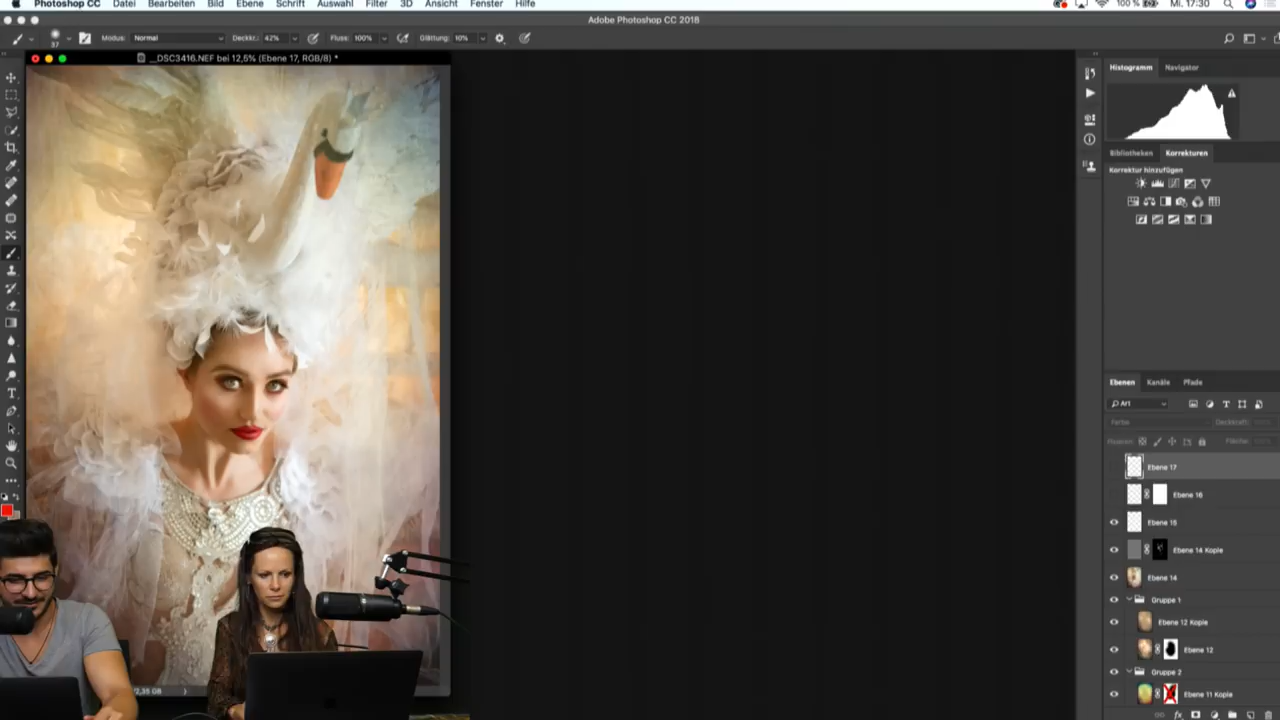 Photoshop CC Datei Bearbeiten Bild Ebene Schrift Auswahl Filter 3D Ansicht Fenster Hilfe 100 % Mi. 17:30
Adobe Photoshop CC 2018
37 Modus: Normal Deckkr.: 42% Fluss: 100% Glättung: 10%
_DSC3416.NEF bei 12,5% (Ebene 17, RGB/8) *
Histogramm Navigator
Bibliotheken Korrekturen
Korrektur hinzufügen
Ebenen Kanäle Pfade
Art
Farbe Deckkraft:
Fixieren: Fläche:
Ebene 17
Ebene 16
Ebene 15
Ebene 14 Kopie
Ebene 14
Gruppe 1
Ebene 12 Kopie
Ebene 12
Gruppe 2
Ebene 11 Kopie
2,35 GB